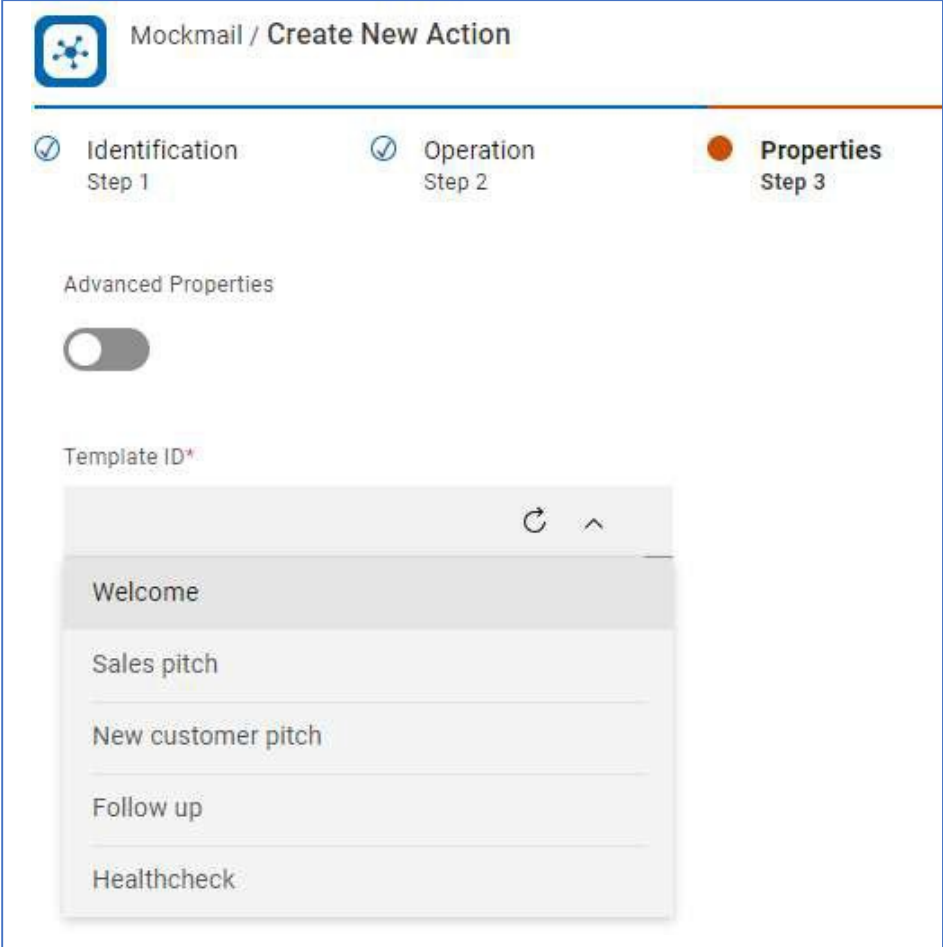 Mockmail / Create New Action
Identification
Step 1
Operation
Step 2
Properties
Step 3
Advanced Properties
Template ID*
Welcome
Sales pitch
New customer pitch
Follow up
Healthcheck